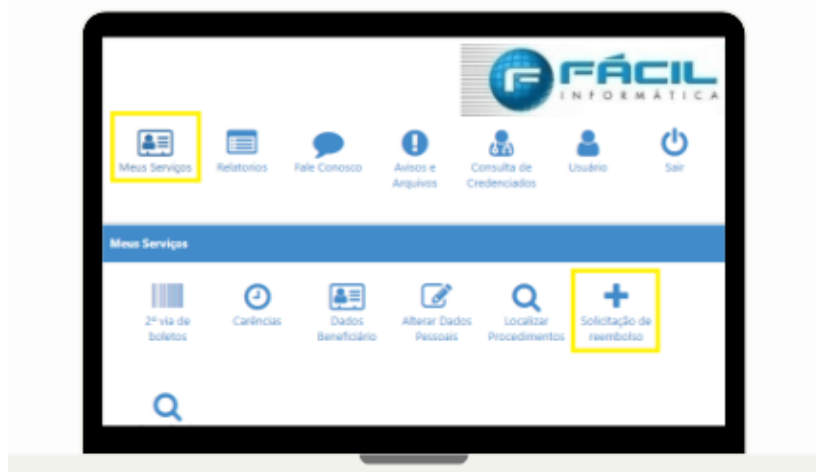 FÁCIL
INFORMÁTICA
Meus Serviços
Relatorios
Fale Conosco
Avisos e
Arquivos
Consulta de
Credenciados
Usuário
Sair
Meus Serviços
2ª via de
boletos
Carências
Dados
Beneficiário
Alterar Dados
Pessoais
Localizar
Procedimentos
Solicitação de
reembolso